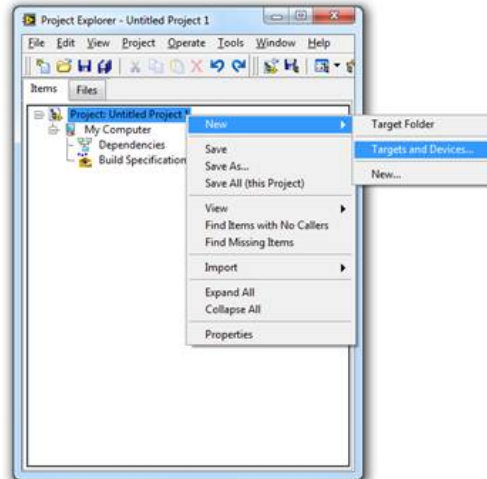 Project Explorer - Untitled Project 1
File Edit View Project Operate Tools Window Help
Items Files
Project: Untitled Project 1
My Computer
Dependencies
Build Specification
New
Save
Save As...
Save All (this Project)
View
Find Items with No Callers
Find Missing Items
Import
Expand All
Collapse All
Properties
Target Folder
Targets and Devices...
New...